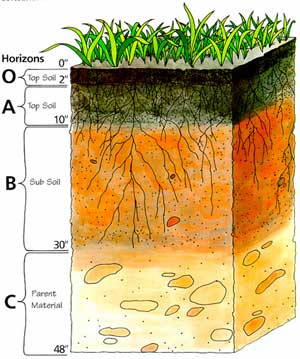 Horizons
0"
O Top Soil 2"
A Top Soil
10"
B Sub Soil
30"
C Parent
Material
48"